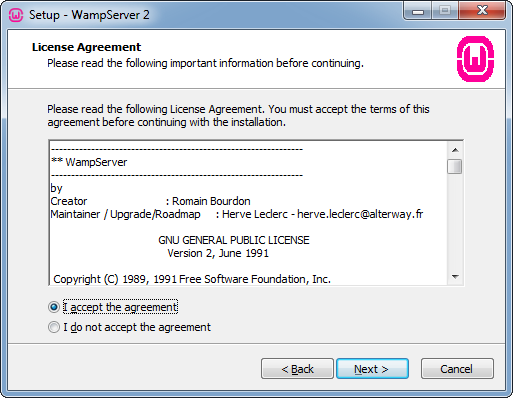 Setup - WampServer 2
License Agreement
Please read the following important information before continuing.
Please read the following License Agreement. You must accept the terms of this
agreement before continuing with the installation.
----------------------------------------------------------------
** WampServer
----------------------------------------------------------------
by
Creator : Romain Bourdon
Maintainer / Upgrade/Roadmap : Herve Leclerc - herve.leclerc@alterway.fr
GNU GENERAL PUBLIC LICENSE
Version 2, June 1991
Copyright (C) 1989, 1991 Free Software Foundation, Inc.
I accept the agreement
I do not accept the agreement
< Back Next > Cancel